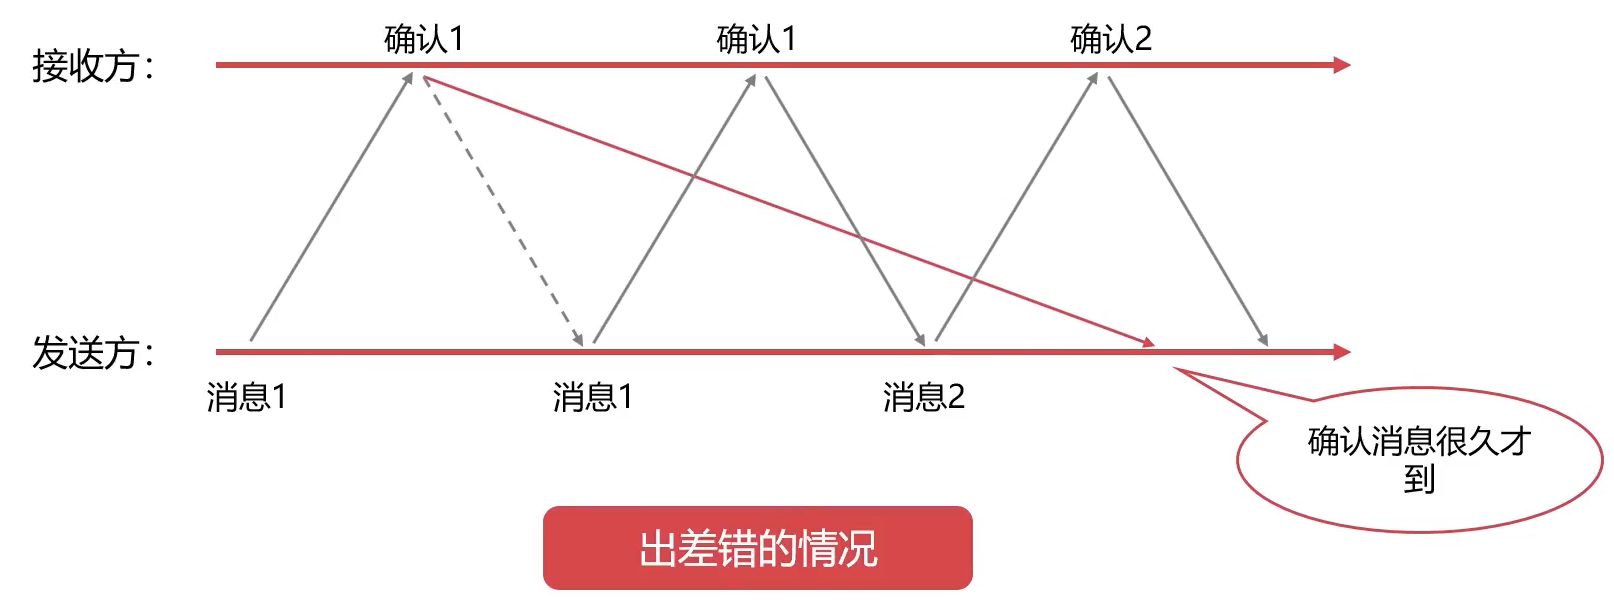 确认1
确认1
确认2
接收方：
发送方：
消息1
消息1
消息2
确认消息很久才
到
出差错的情况